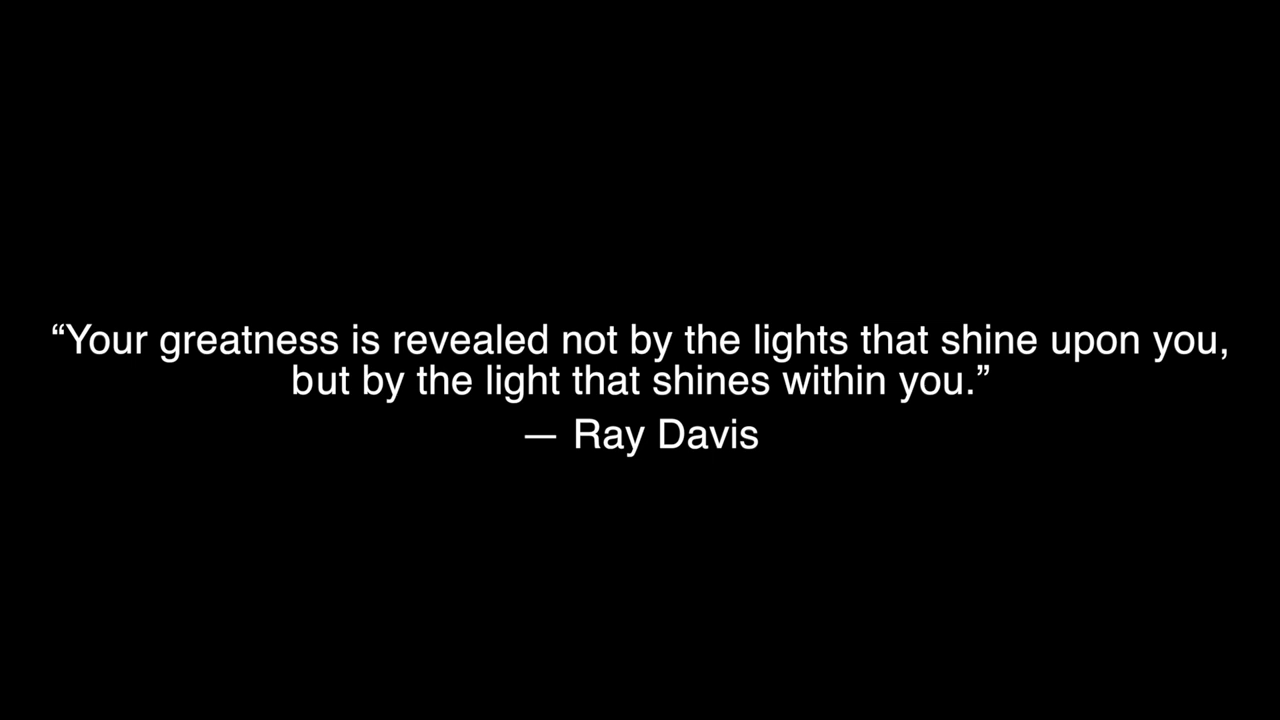 “Your greatness is revealed not by the lights that shine upon you,
but by the light that shines within you.”
— Ray Davis